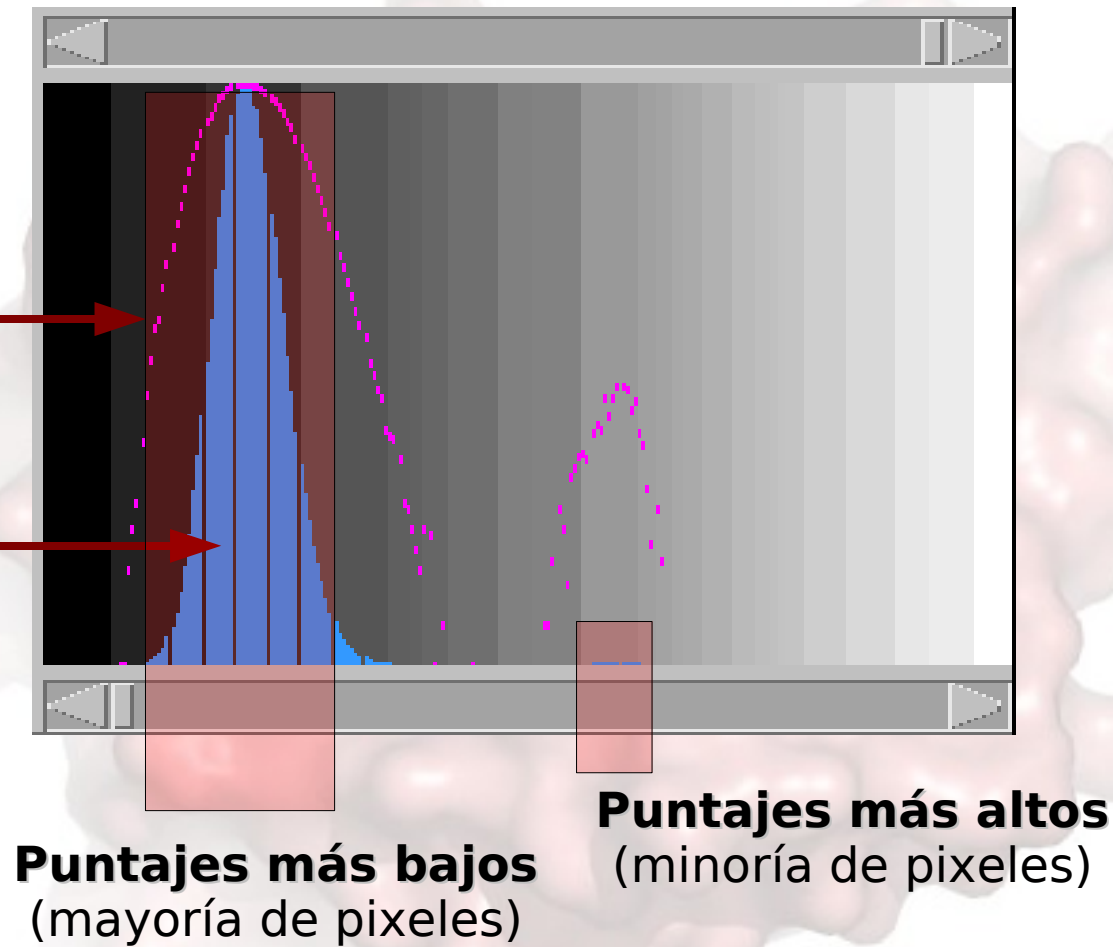 Puntajes más altos
(minoría de pixeles)
Puntajes más bajos
(mayoría de pixeles)